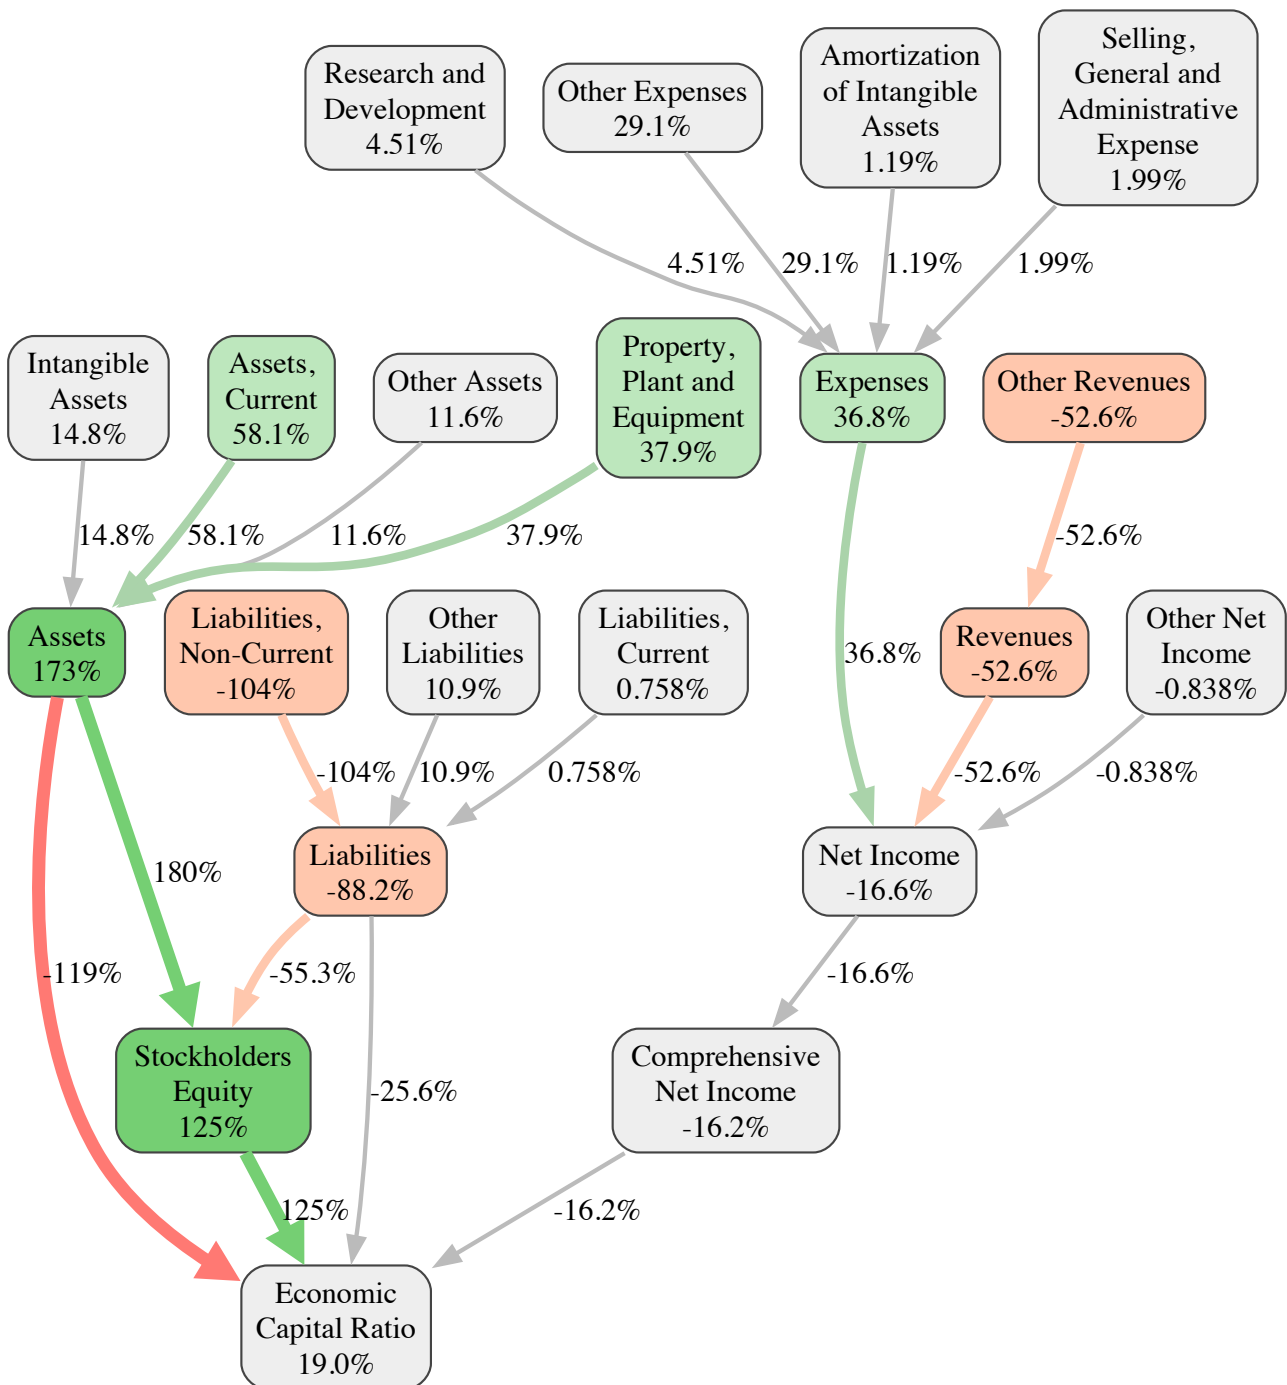 Research and
Development
4.51%
Other Expenses
29.1%
Amortization
of Intangible
Assets
1.19%
Selling,
General and
Administrative
Expense
1.99%
4.51%
29.1%
1.19%
1.99%
Intangible
Assets
14.8%
Assets,
Current
58.1%
Other Assets
11.6%
Property,
Plant and
Equipment
37.9%
Expenses
36.8%
Other Revenues
-52.6%
14.8%
58.1%
11.6%
37.9%
-52.6%
Assets
173%
Liabilities,
Non-Current
-104%
Other
Liabilities
10.9%
Liabilities,
Current
0.758%
36.8%
Revenues
-52.6%
Other Net
Income
-0.838%
-104%
10.9%
0.758%
-52.6%
-0.838%
180%
Liabilities
-88.2%
Net Income
-16.6%
-119%
-55.3%
-16.6%
Stockholders
Equity
125%
-25.6%
Comprehensive
Net Income
-16.2%
125%
-16.2%
Economic
Capital Ratio
19.0%